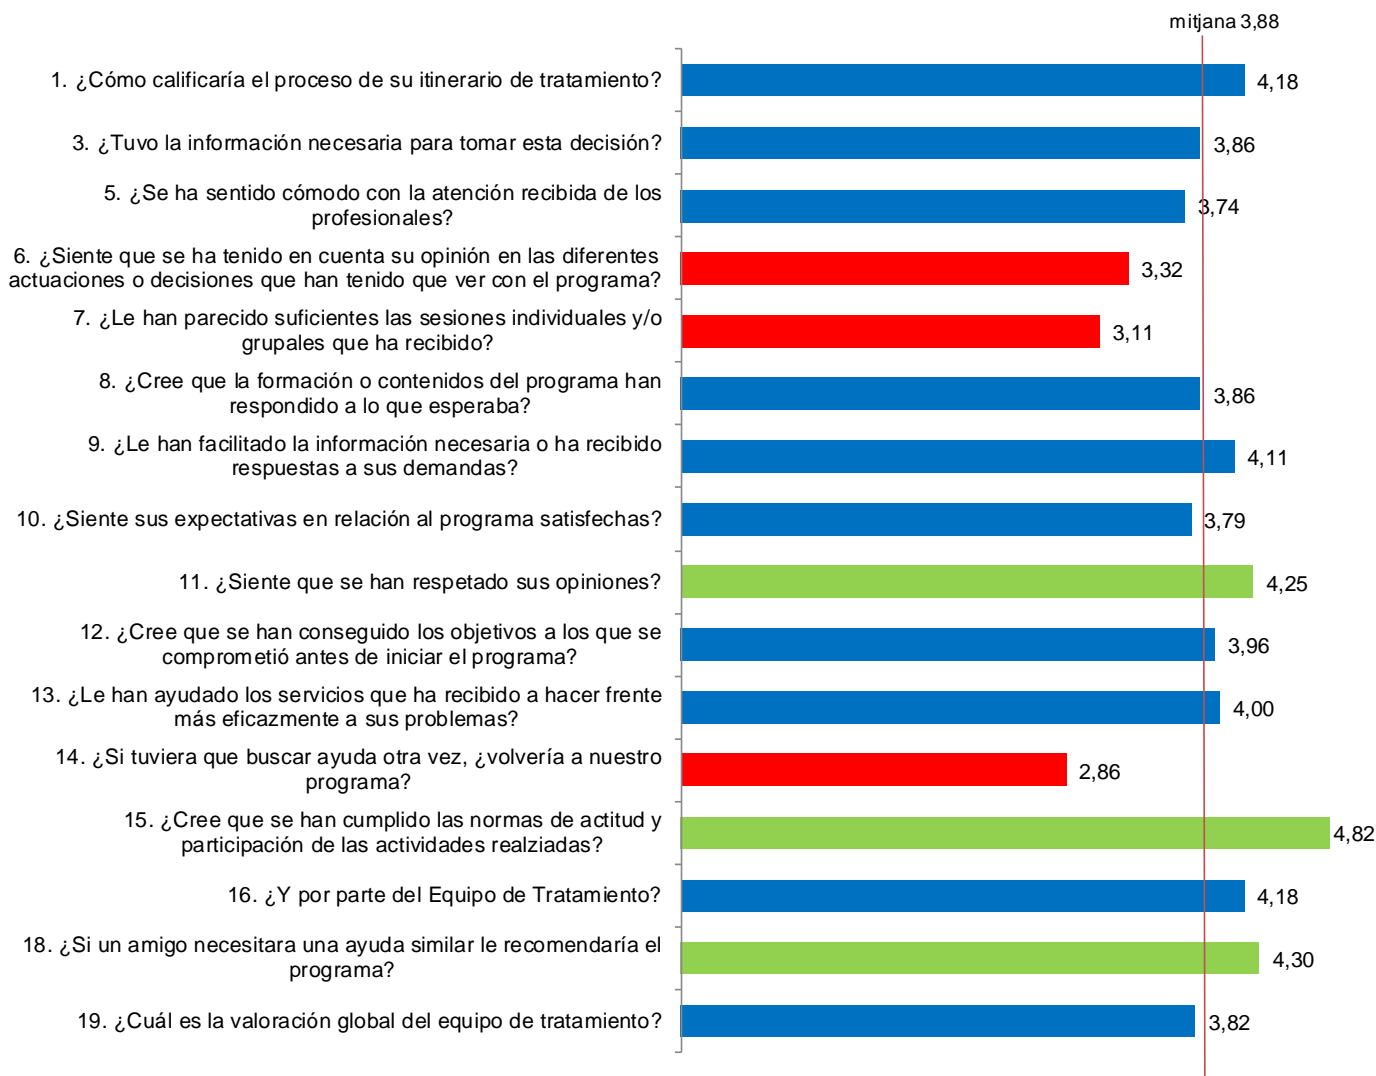 mitjana 3,88
1. ¿Cómo calificaría el proceso de su itinerario de tratamiento?
4,18
3. ¿Tuvo la información necesaria para tomar esta decisión?
3,86
5. ¿Se ha sentido cómodo con la atención recibida de los
profesionales?
3,74
6. ¿Siente que se ha tenido en cuenta su opinión en las diferentes
actuaciones o decisiones que han tenido que ver con el programa?
3,32
7. ¿Le han parecido suficientes las sesiones individuales y/o
grupales que ha recibido?
3,11
8. ¿Cree que la formación o contenidos del programa han
respondido a lo que esperaba?
3,86
9. ¿Le han facilitado la información necesaria o ha recibido
respuestas a sus demandas?
4,11
10. ¿Siente sus expectativas en relación al programa satisfechas?
3,79
11. ¿Siente que se han respetado sus opiniones?
4,25
12. ¿Cree que se han conseguido los objetivos a los que se
comprometió antes de iniciar el programa?
3,96
13. ¿Le han ayudado los servicios que ha recibido a hacer frente
más eficazmente a sus problemas?
4,00
14. ¿Si tuviera que buscar ayuda otra vez, ¿volvería a nuestro
programa?
2,86
15. ¿Cree que se han cumplido las normas de actitud y
participación de las actividades realziadas?
4,82
16. ¿Y por parte del Equipo de Tratamiento?
4,18
18. ¿Si un amigo necesitara una ayuda similar le recomendaría el
programa?
4,30
19. ¿Cuál es la valoración global del equipo de tratamiento?
3,82